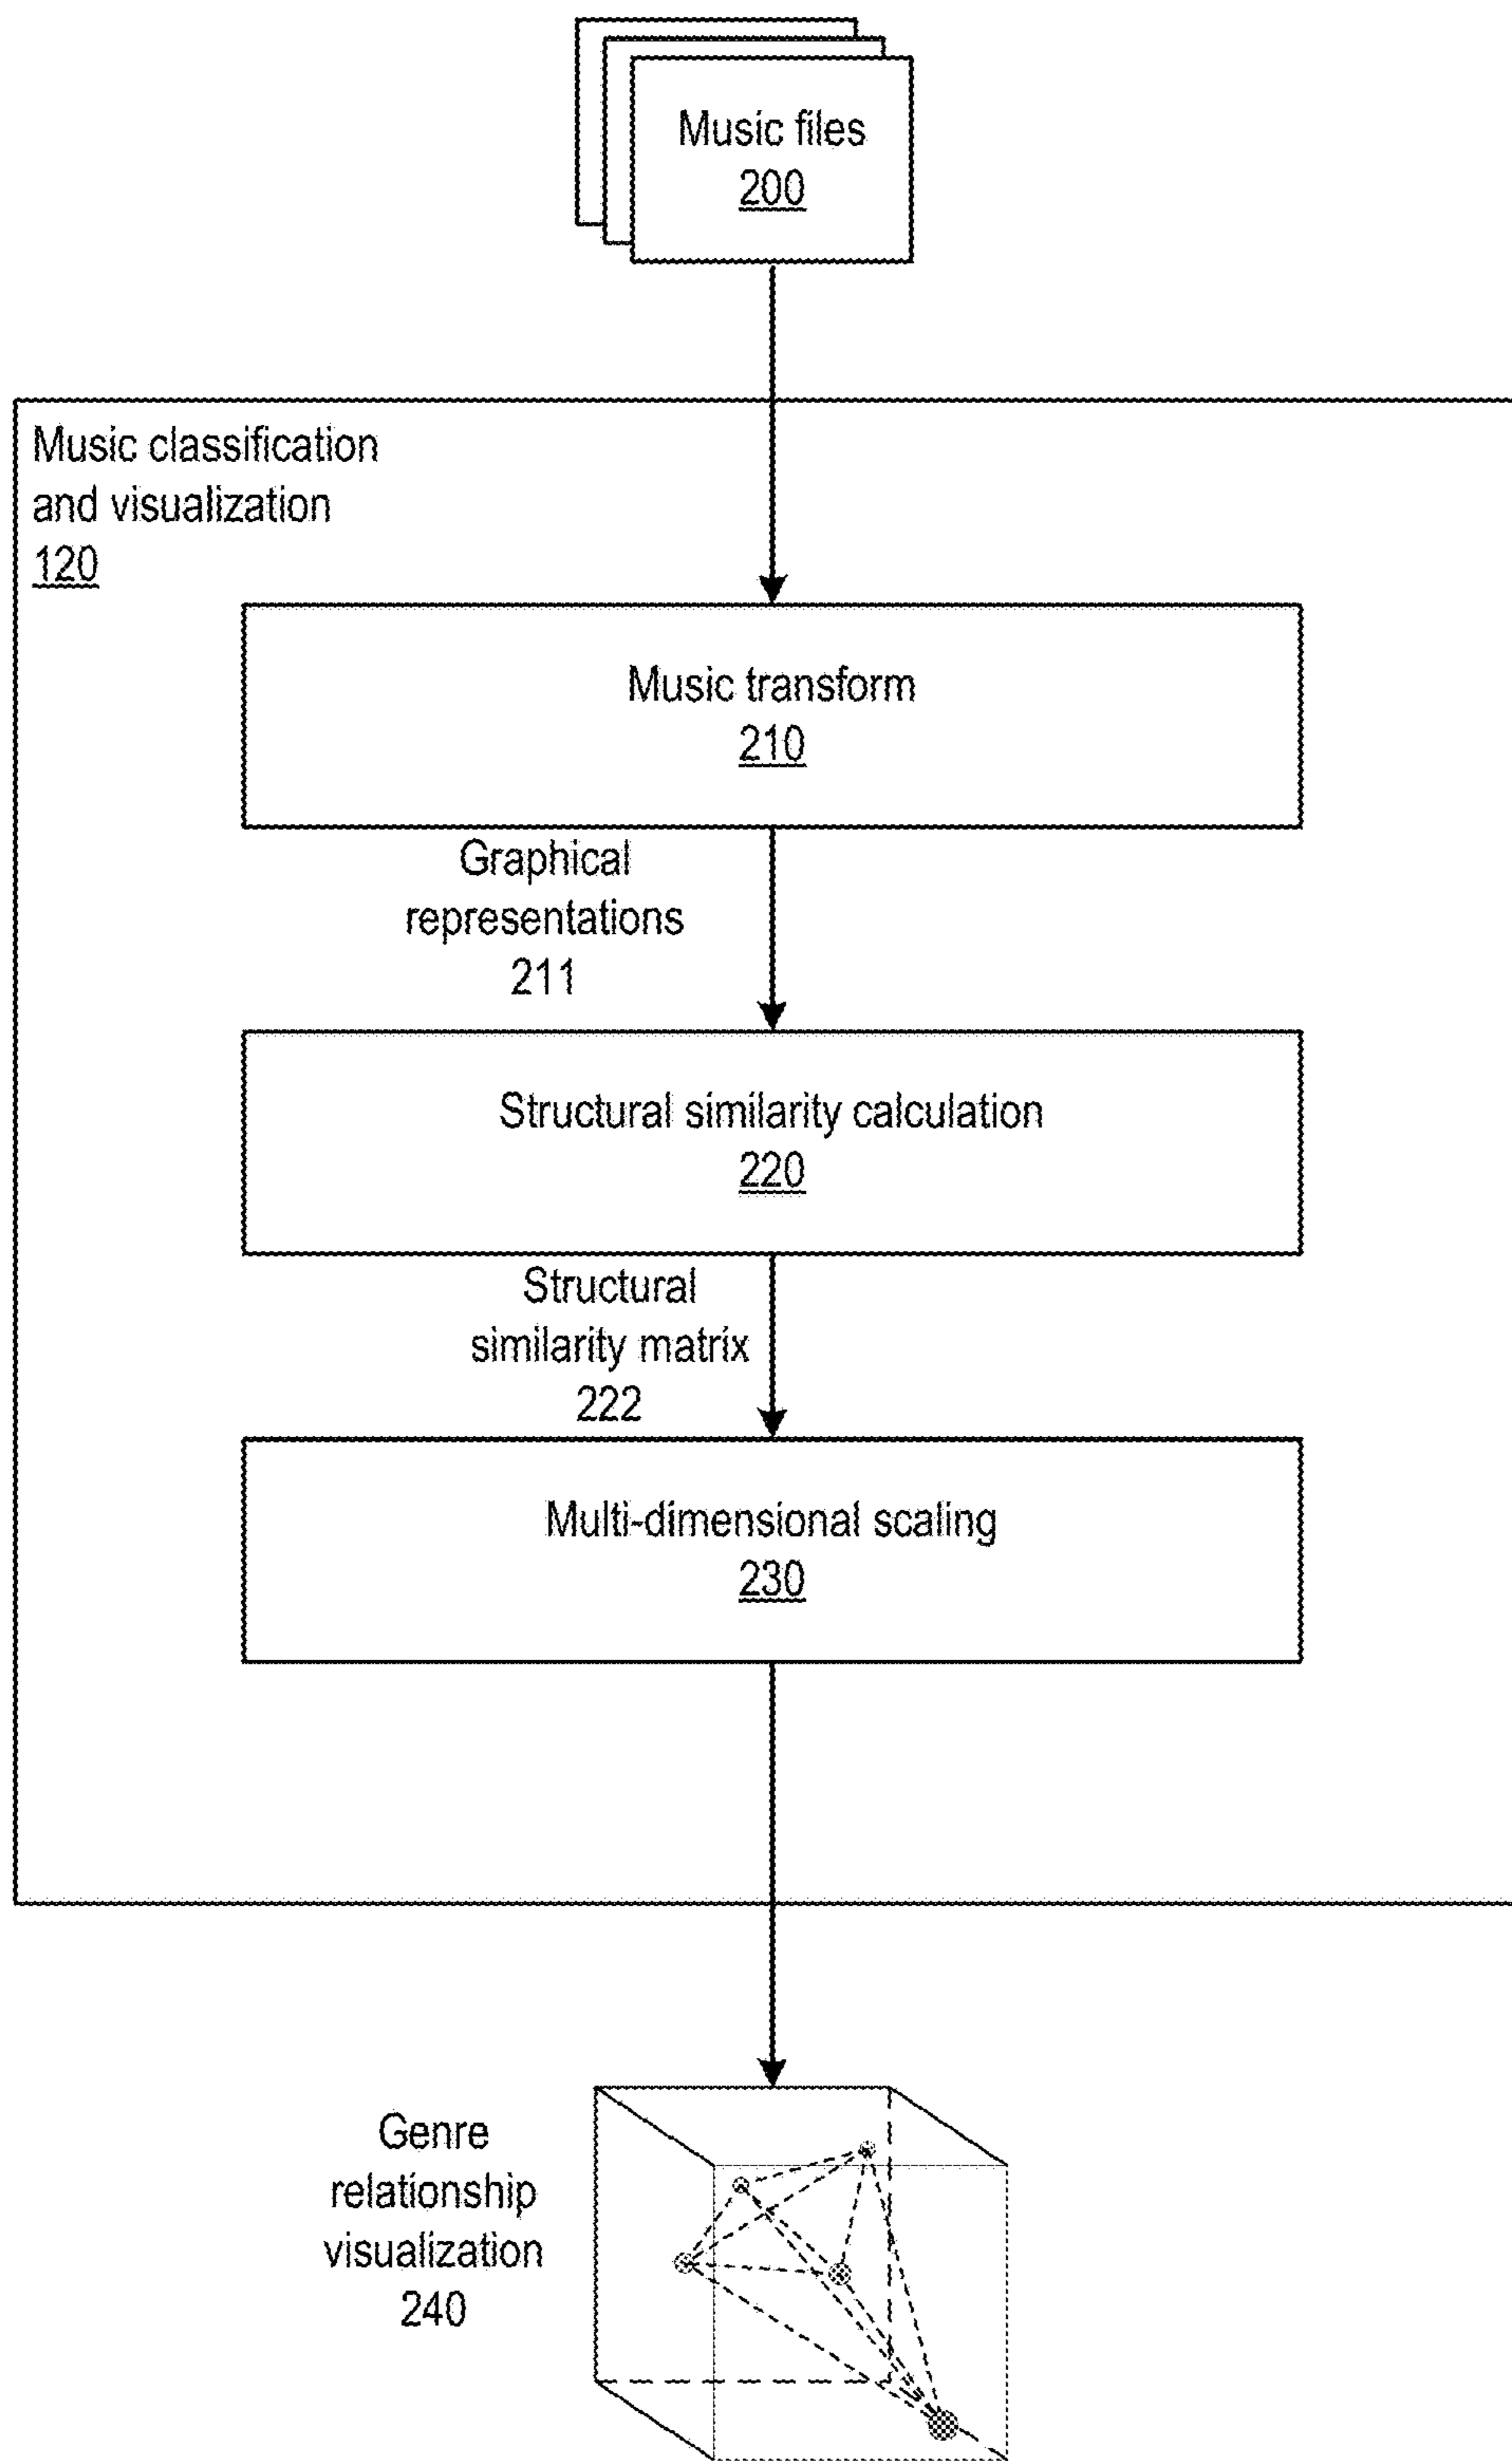 Music files
200
Music classification
and visualization
120
Music transform
210
Graphical
representations
211
Structural similarity calculation
220
Structural
similarity matrix
222
Multi-dimensional scaling
230
Genre
relationship
visualization
240